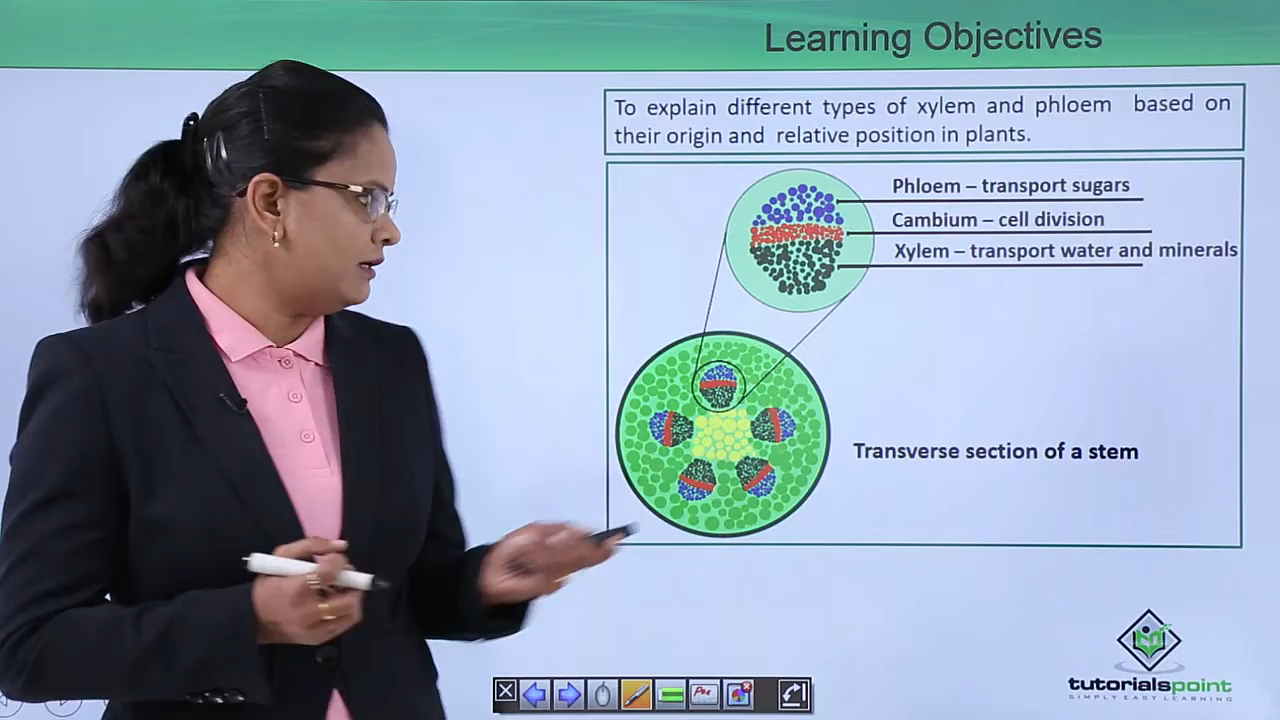 Learning Objectives
To explain different types of xylem and phloem based on
their origin and relative position in plants.
Phloem – transport sugars
Cambium – cell division
Xylem – transport water and minerals
Transverse section of a stem
tutorialspoint
SIMPLY EASY LEARNING
Pen